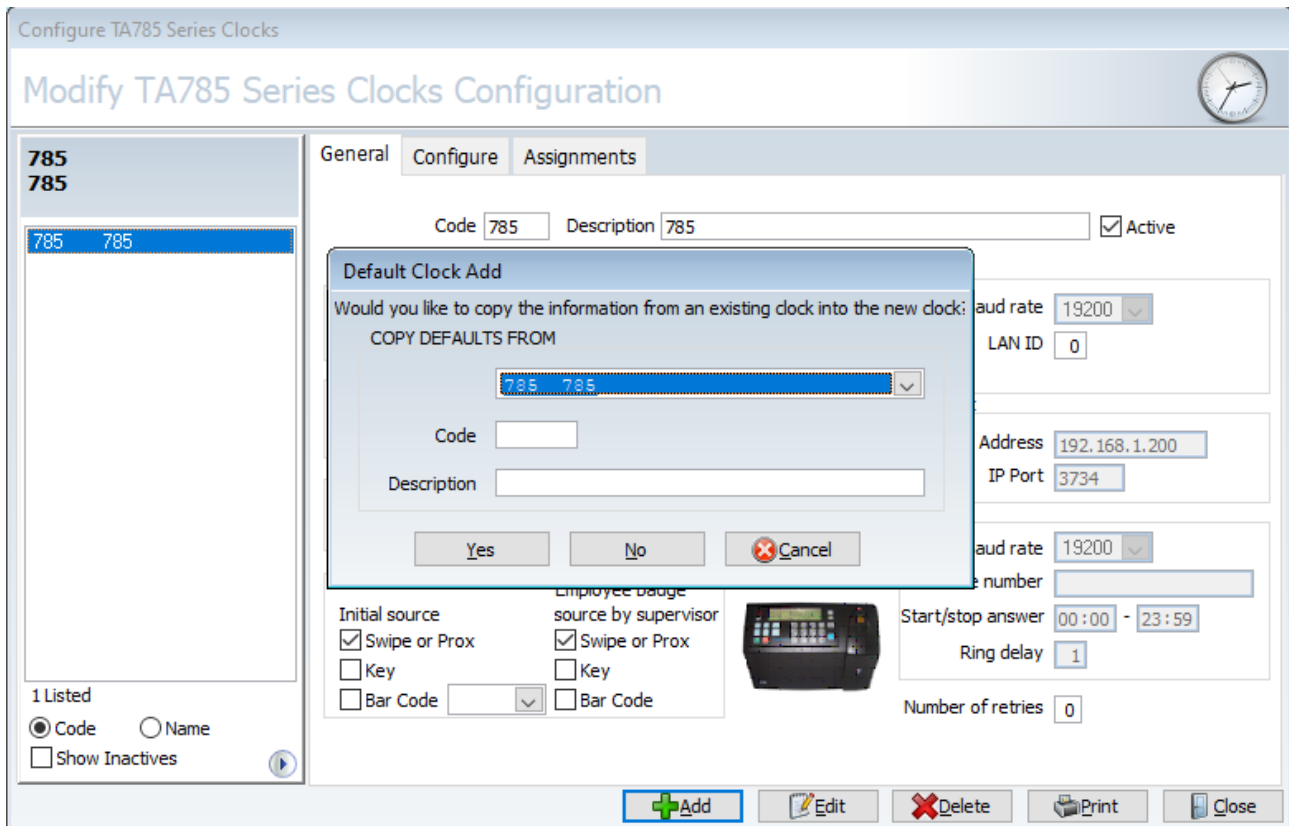 Configure TA785 Series Clocks
Modify TA785 Series Clocks Configuration
785
785
785 785
1 Listed
Code Name
Show Inactives
General Configure Assignments
Code 785 Description 785 Active
Default Clock Add
Would you like to copy the information from an existing clock into the new clock?
COPY DEFAULTS FROM
785 785
Code
Description
Yes No Cancel
aud rate 19200
LAN ID 0
Address 192.168.1.200
IP Port 3734
aud rate 19200
e number
Start/stop answer 00:00 - 23:59
Ring delay 1
Number of retries 0
Initial source
Swipe or Prox
Key
Bar Code
Employee badge
source by supervisor
Swipe or Prox
Key
Bar Code
Add Edit Delete Print Close